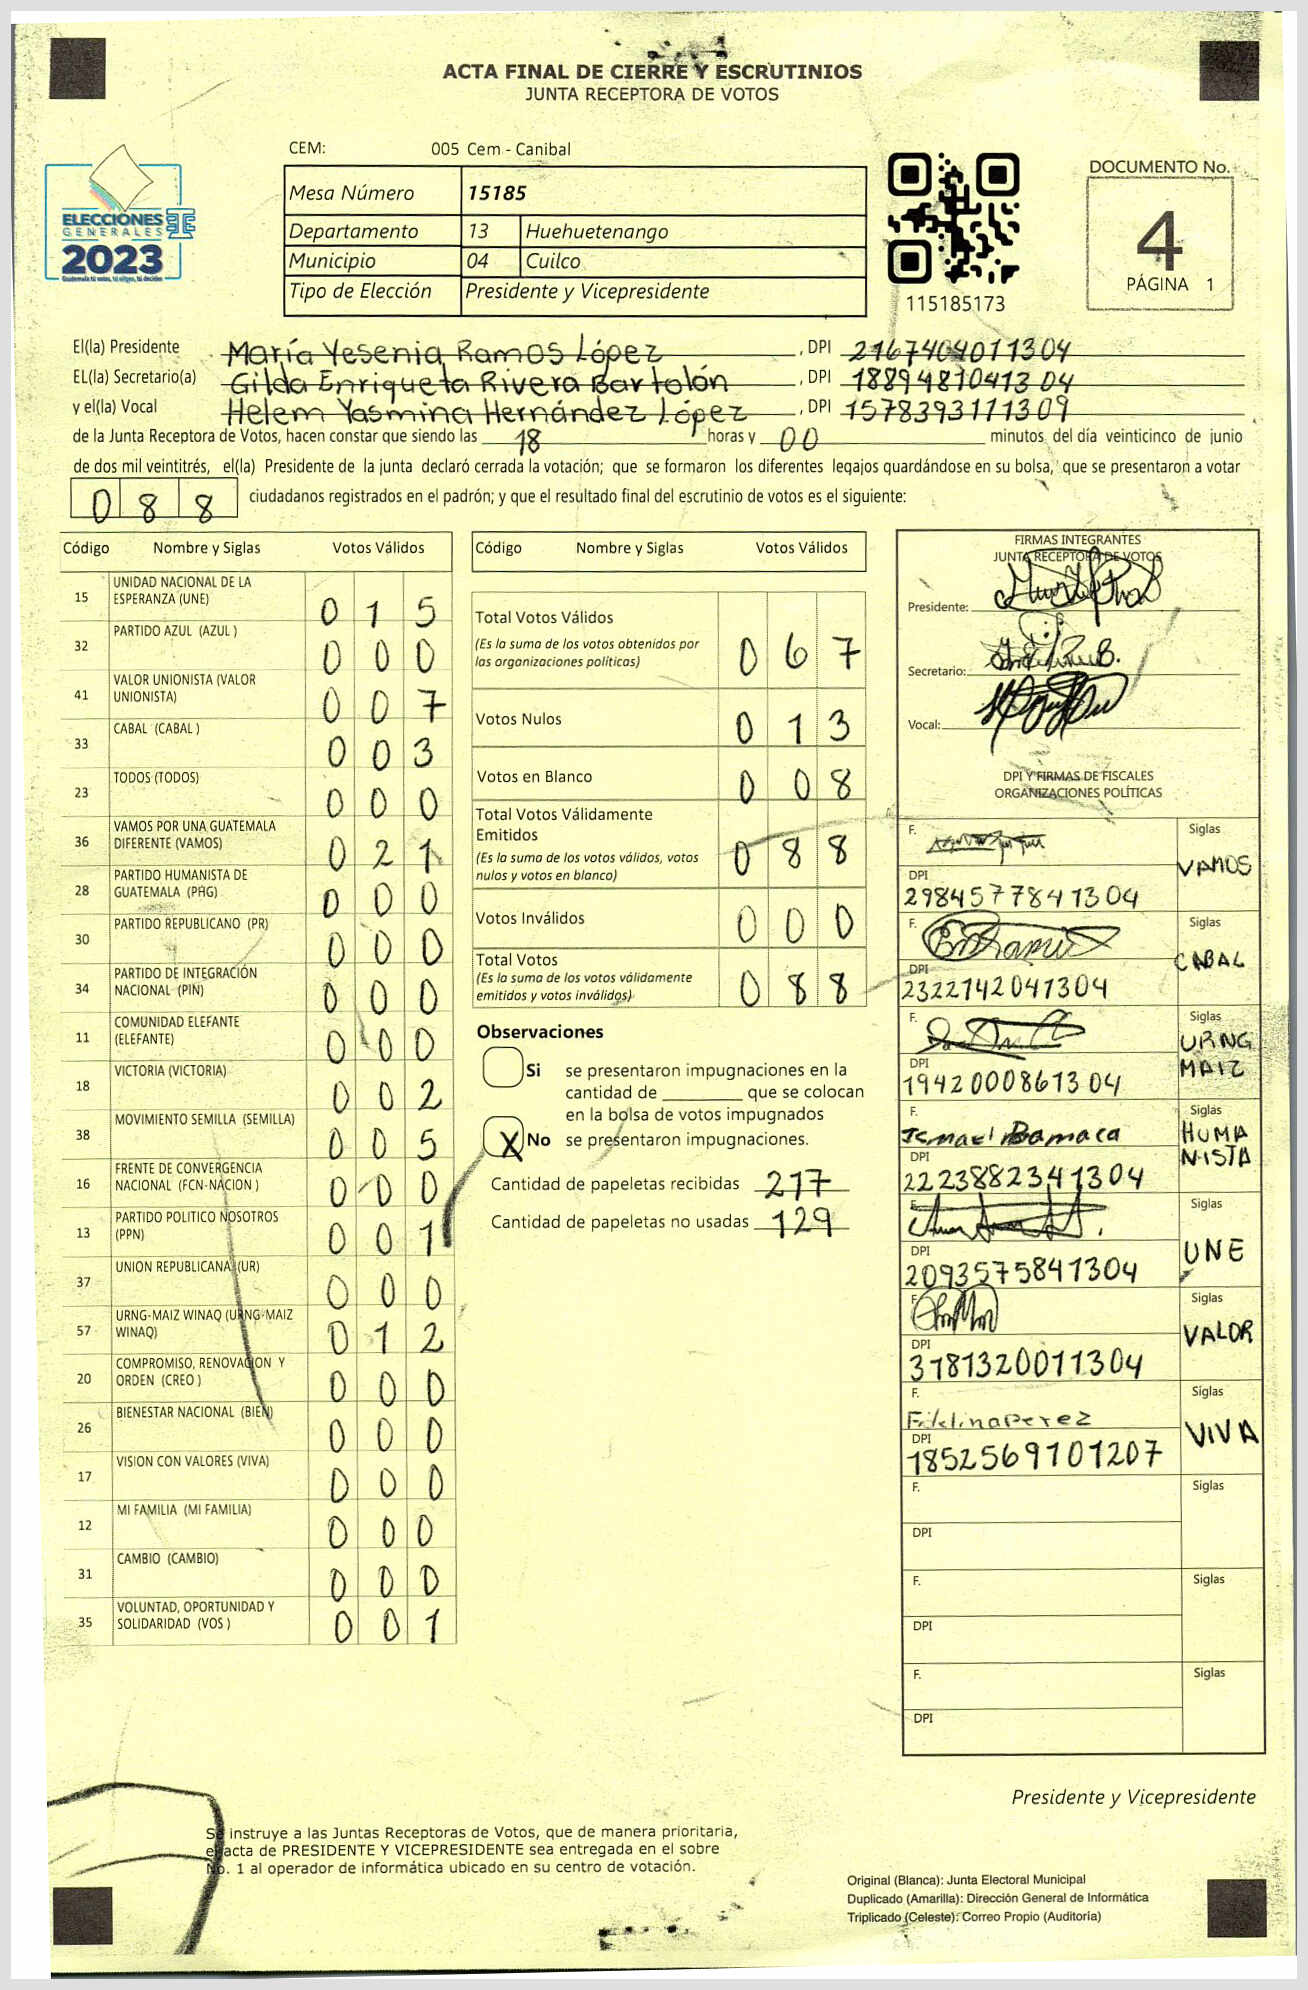 ACTA FINAL DE CIERRE Y ESCRUTINIOS
JUNTA RECEPTORA DE VOTOS
ELECCIONES
GENERALES
2023
Guatemala tú votas, tú eliges, tú decides
CEM: 005 Cem - Canibal
Mesa Número 15185
Departamento 13 Huehuetenango
Municipio 04 Cuilco
Tipo de Elección Presidente y Vicepresidente
115185173
DOCUMENTO No.
4
PÁGINA 1
El(la) Presidente María Yesenia Ramos López, DPI 2167404011304
EL(la) Secretario(a) Gilda Enriqueta Rivera Bartolón, DPI 1889481041304
y el(la) Vocal Helem Yasmina Hernández López, DPI 1578393111309
de la Junta Receptora de Votos, hacen constar que siendo las 18 horas y 00 minutos del día veinticinco de junio
de dos mil veintitrés, el(la) Presidente de la junta declaró cerrada la votación; que se formaron los diferentes legajos guardándose en su bolsa, que se presentaron a votar
088 ciudadanos registrados en el padrón; y que el resultado final del escrutinio de votos es el siguiente:
Código Nombre y Siglas Votos Válidos
15 UNIDAD NACIONAL DE LA ESPERANZA (UNE) 015
32 PARTIDO AZUL (AZUL ) 000
41 VALOR UNIONISTA (VALOR UNIONISTA) 007
33 CABAL (CABAL ) 003
23 TODOS (TODOS) 000
36 VAMOS POR UNA GUATEMALA DIFERENTE (VAMOS) 021
28 PARTIDO HUMANISTA DE GUATEMALA (PHG) 000
30 PARTIDO REPUBLICANO (PR) 000
34 PARTIDO DE INTEGRACIÓN NACIONAL (PIN) 000
11 COMUNIDAD ELEFANTE (ELEFANTE) 000
18 VICTORIA (VICTORIA) 002
38 MOVIMIENTO SEMILLA (SEMILLA) 005
16 FRENTE DE CONVERGENCIA NACIONAL (FCN-NACION ) 000
13 PARTIDO POLITICO NOSOTROS (PPN) 001
37 UNION REPUBLICANA (UR) 000
57 URNG-MAIZ WINAQ (URNG-MAIZ WINAQ) 012
20 COMPROMISO, RENOVACION Y ORDEN (CREO ) 000
26 BIENESTAR NACIONAL (BIEN) 000
17 VISION CON VALORES (VIVA) 000
12 MI FAMILIA (MI FAMILIA) 000
31 CAMBIO (CAMBIO) 000
35 VOLUNTAD, OPORTUNIDAD Y SOLIDARIDAD (VOS ) 001
Código Nombre y Siglas Votos Válidos
Total Votos Válidos
(Es la suma de los votos obtenidos por las organizaciones políticas) 067
Votos Nulos 013
Votos en Blanco 008
Total Votos Válidamente Emitidos
(Es la suma de los votos válidos, votos nulos y votos en blanco) 088
Votos Inválidos 000
Total Votos
(Es la suma de los votos válidamente emitidos y votos inválidos) 088
Observaciones
Si se presentaron impugnaciones en la
cantidad de ________ que se colocan
en la bolsa de votos impugnados
X No se presentaron impugnaciones.
Cantidad de papeletas recibidas 217
Cantidad de papeletas no usadas 129
FIRMAS INTEGRANTES
JUNTA RECEPTORA DE VOTOS
Presidente:
Secretario:
Vocal:
DPI Y FIRMAS DE FISCALES
ORGANIZACIONES POLÍTICAS
F. Siglas VAMOS
DPI 2984577841304
F. Siglas CABAL
DPI 2322142041304
F. Siglas URNG MAIZ
DPI 1942000861304
F. Ismael Bamaca Siglas HUMANISTA
DPI 2223882341304
F. Siglas UNE
DPI 2093575841304
F. Siglas VALOR
DPI 3181320011304
F. Fidelina Perez Siglas VIVA
DPI 1852569101207
F. Siglas
DPI
F. Siglas
DPI
F. Siglas
DPI
Presidente y Vicepresidente
Se instruye a las Juntas Receptoras de Votos, que de manera prioritaria,
el acta de PRESIDENTE Y VICEPRESIDENTE sea entregada en el sobre
No. 1 al operador de informática ubicado en su centro de votación.
Original (Blanca): Junta Electoral Municipal
Duplicado (Amarilla): Dirección General de Informática
Triplicado (Celeste): Correo Propio (Auditoría)